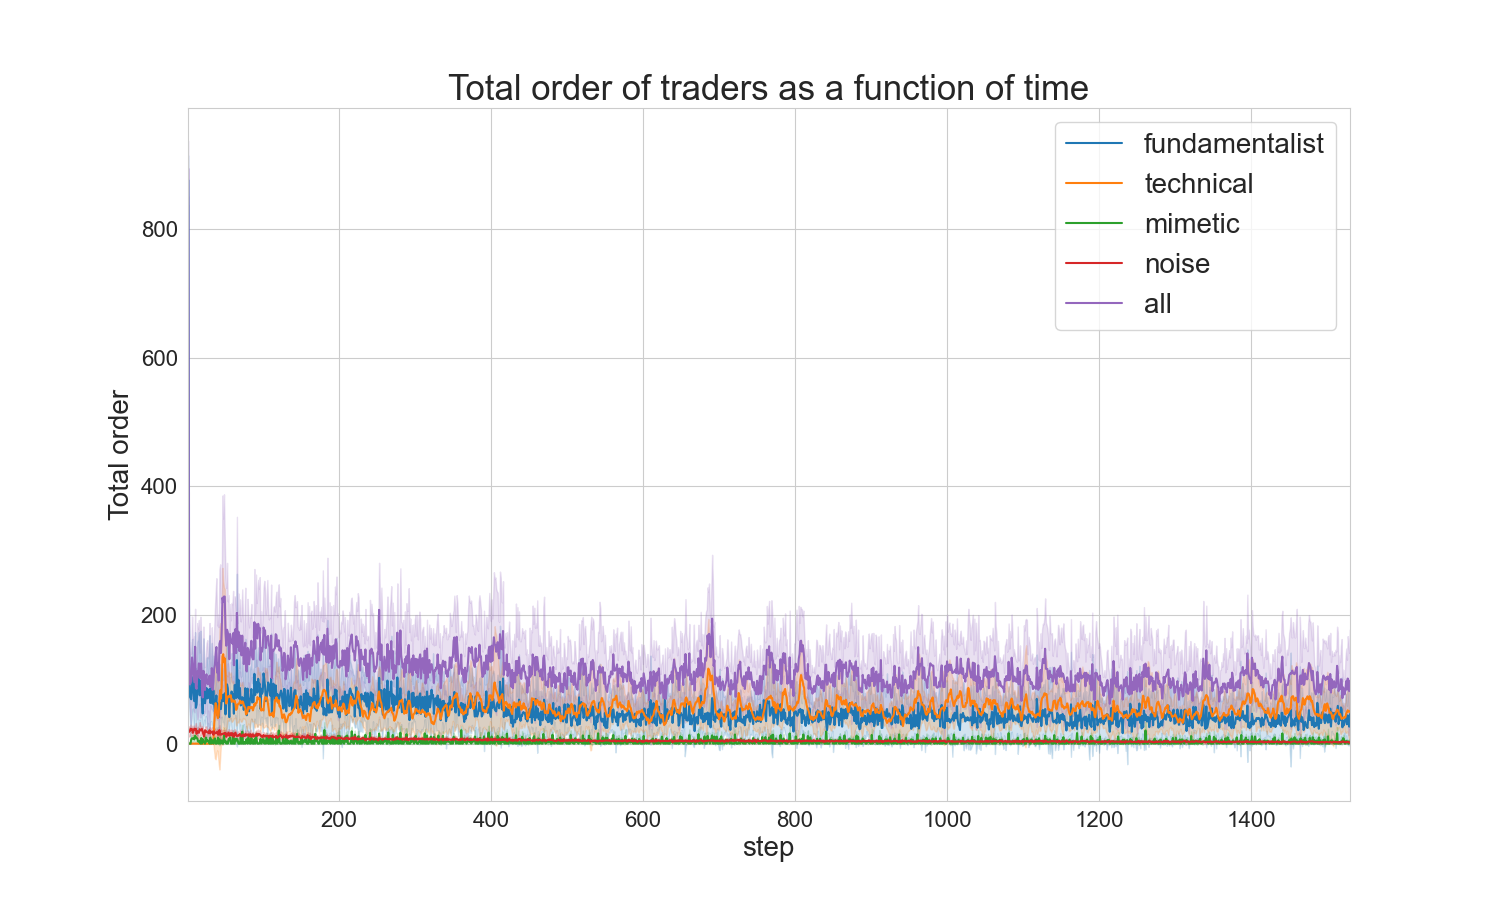 Total order of traders as a function of time
fundamentalist
technical
mimetic
noise
all
Total order
800
600
400
200
0
200
400
600
800
1000
1200
1400
step